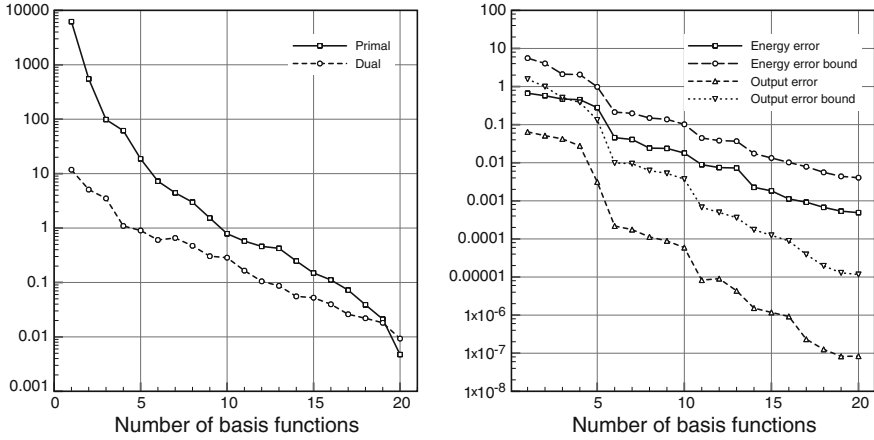 10000
1000
100
10
1
0.1
0.01
0.001
0
5
10
15
20
Number of basis functions
Primal
Dual
100
10
1
0.1
0.01
0.001
0.0001
0.00001
1x10^-6
1x10^-7
1x10^-8
5
10
15
20
Number of basis functions
Energy error
Energy error bound
Output error
Output error bound